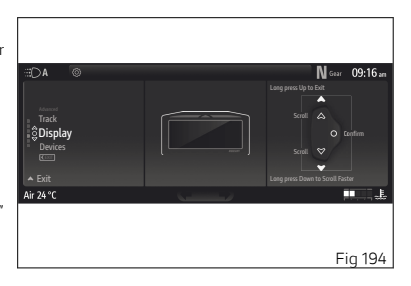 r
A
N Gear 09:16 am
Long press Up to Exit
Advanced
Track
Scroll
Display
Confirm
Devices
Scroll
Exit
Long press Down to Scroll Faster
Air 24 °C
"
Fig 194